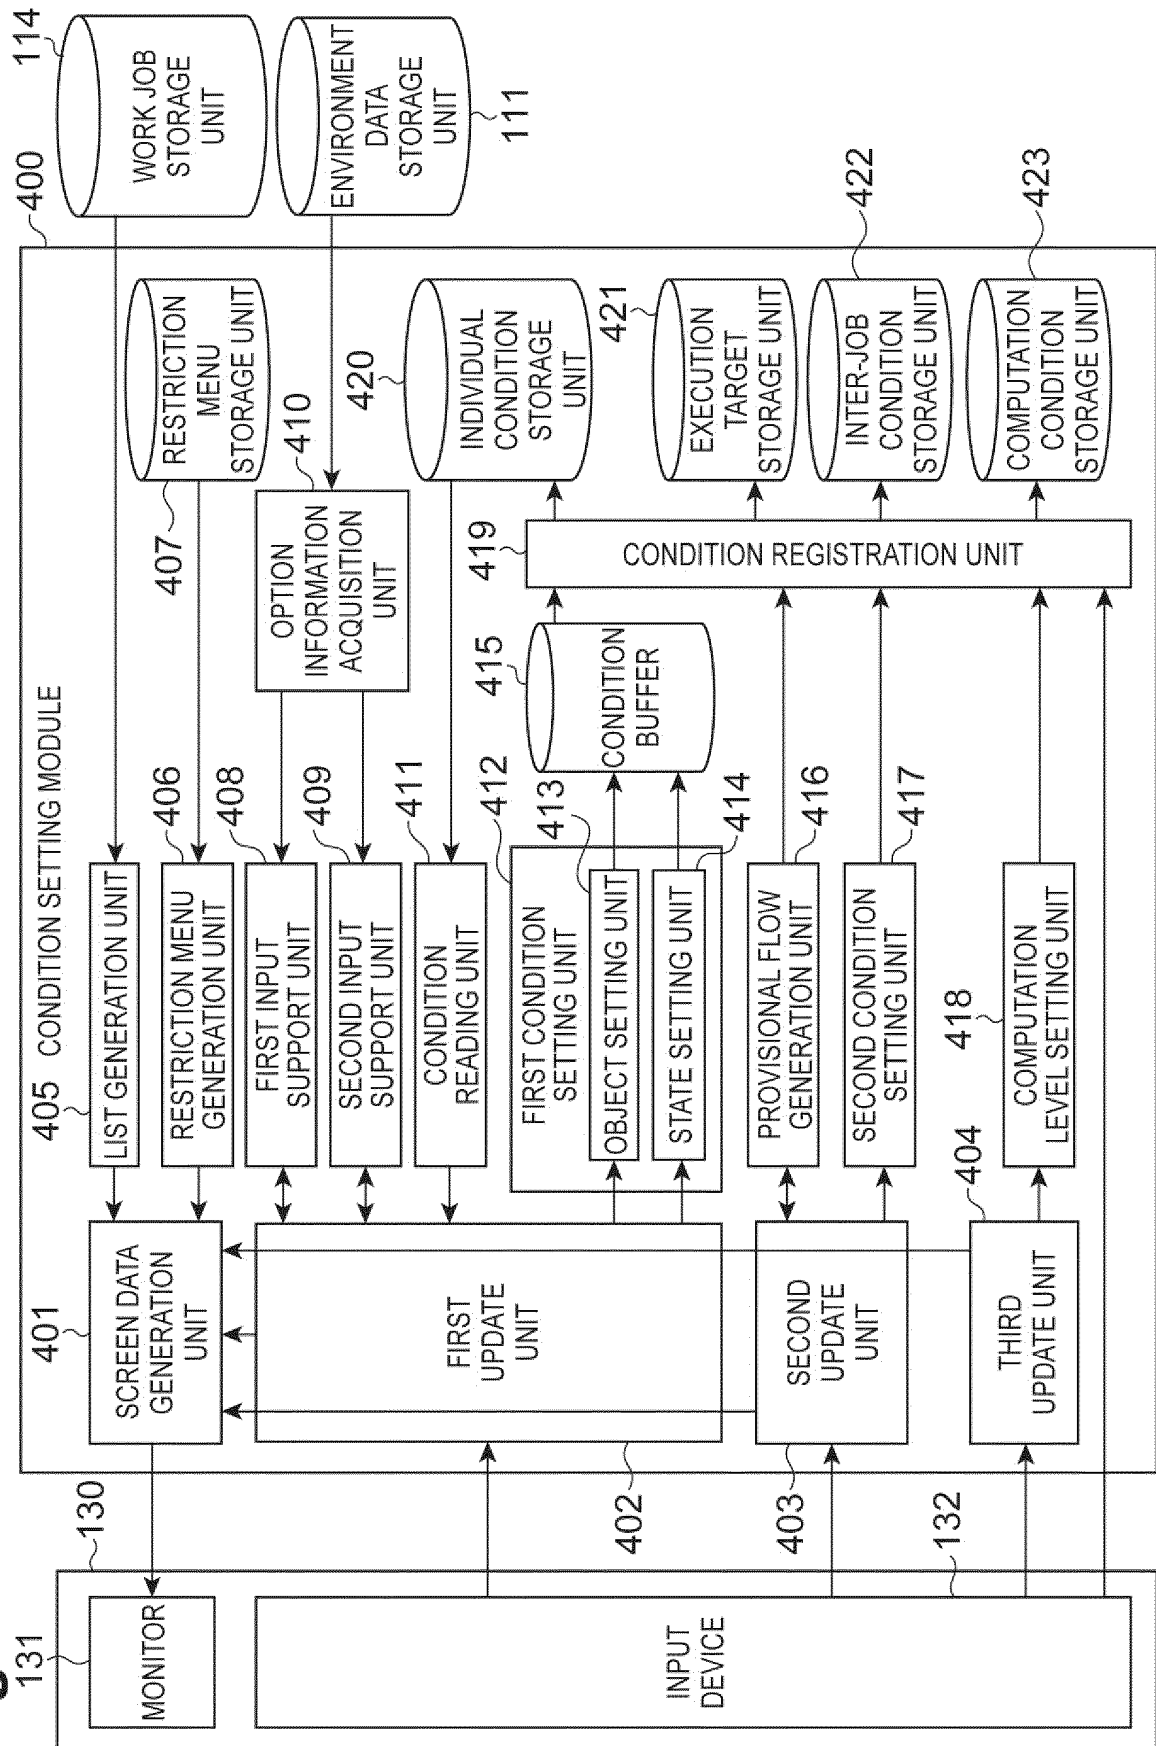 130
131
MONITOR
INPUT
DEVICE
132
CONDITION SETTING MODULE
400
401
SCREEN DATA
GENERATION
UNIT
402
FIRST
UPDATE
UNIT
403
SECOND
UPDATE
UNIT
404
THIRD
UPDATE UNIT
405
LIST GENERATION UNIT
406
RESTRICTION MENU
GENERATION UNIT
408
FIRST INPUT
SUPPORT UNIT
409
SECOND INPUT
SUPPORT UNIT
411
CONDITION
READING UNIT
412
FIRST CONDITION
SETTING UNIT
413
OBJECT SETTING UNIT
414
STATE SETTING UNIT
416
PROVISIONAL FLOW
GENERATION UNIT
417
SECOND CONDITION
SETTING UNIT
418
COMPUTATION
LEVEL SETTING UNIT
407
RESTRICTION
MENU
STORAGE UNIT
410
OPTION
INFORMATION
ACQUISITION
UNIT
415
CONDITION
BUFFER
419
CONDITION REGISTRATION UNIT
420
INDIVIDUAL
CONDITION
STORAGE
UNIT
421
EXECUTION
TARGET
STORAGE UNIT
422
INTER-JOB
CONDITION
STORAGE UNIT
423
COMPUTATION
CONDITION
STORAGE UNIT
114
WORK JOB
STORAGE
UNIT
111
ENVIRONMENT
DATA
STORAGE
UNIT